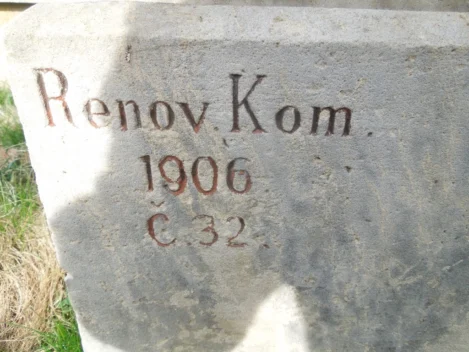 Renov. Kom.
1906
Č.32.